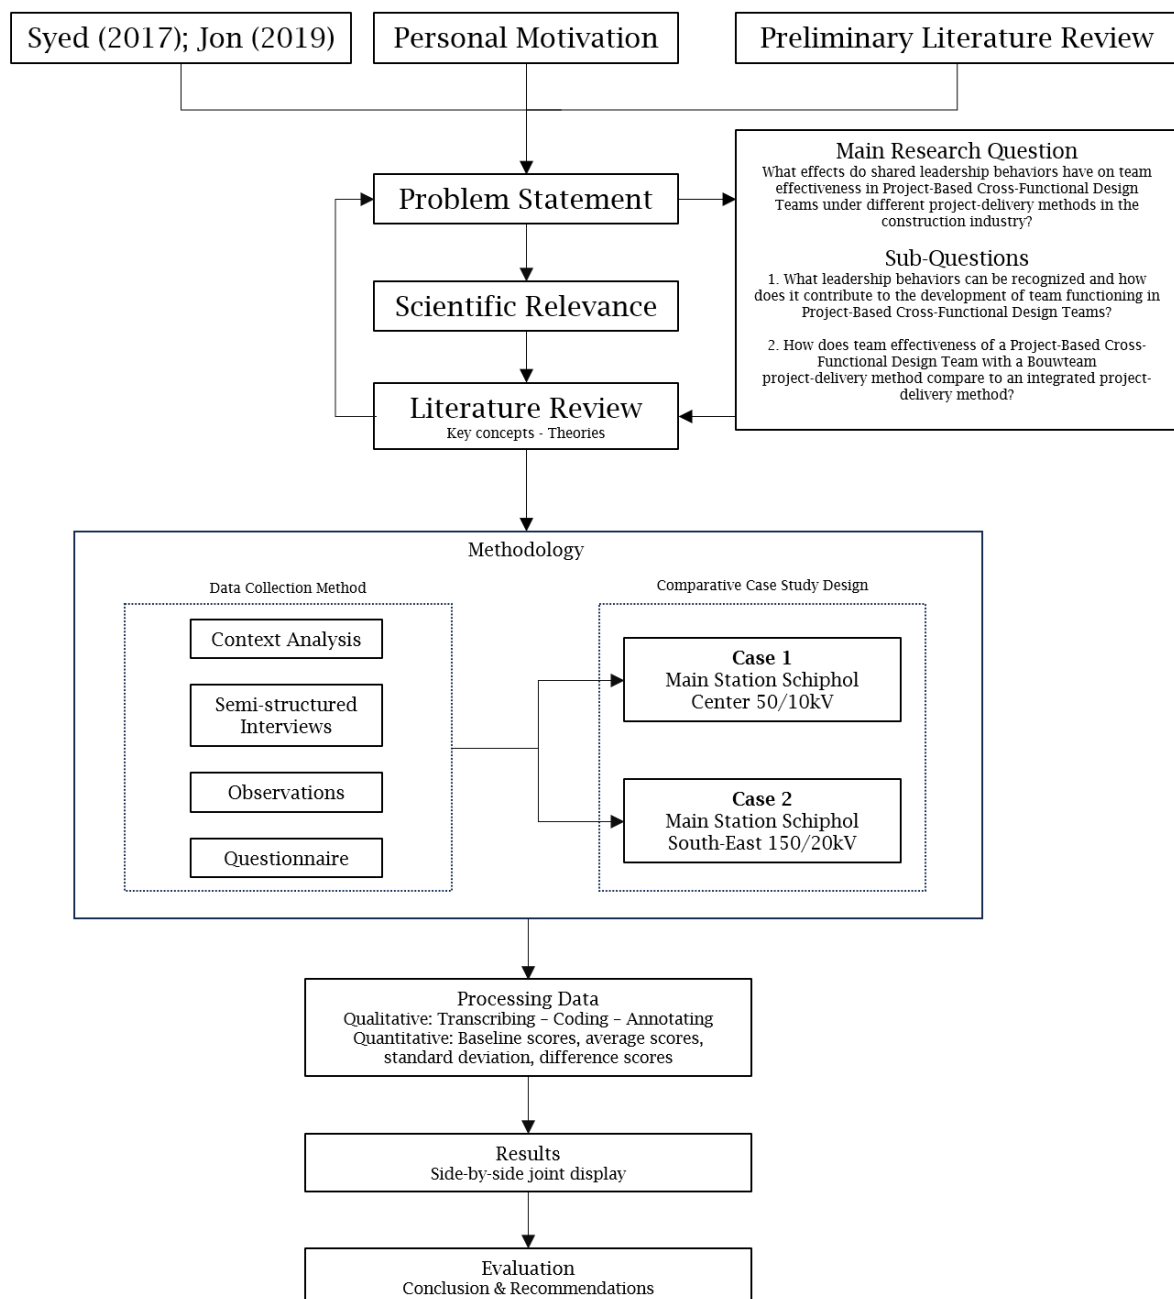 Syed (2017); Jon (2019)
Personal Motivation
Preliminary Literature Review
Problem Statement
Main Research Question
What effects do shared leadership behaviors have on team
effectiveness in Project-Based Cross-Functional Design
Teams under different project-delivery methods in the
construction industry?
Sub-Questions
1. What leadership behaviors can be recognized and how
does it contribute to the development of team functioning in
Project-Based Cross-Functional Design Teams?
2. How does team effectiveness of a Project-Based Cross-
Functional Design Team with a Bouwteam
project-delivery method compare to an integrated project-
delivery method?
Scientific Relevance
Literature Review
Key concepts - Theories
Methodology
Data Collection Method
Context Analysis
Semi-structured
Interviews
Observations
Questionnaire
Comparative Case Study Design
Case 1
Main Station Schiphol
Center 50/10kV
Case 2
Main Station Schiphol
South-East 150/20kV
Processing Data
Qualitative: Transcribing – Coding – Annotating
Quantitative: Baseline scores, average scores,
standard deviation, difference scores
Results
Side-by-side joint display
Evaluation
Conclusion & Recommendations